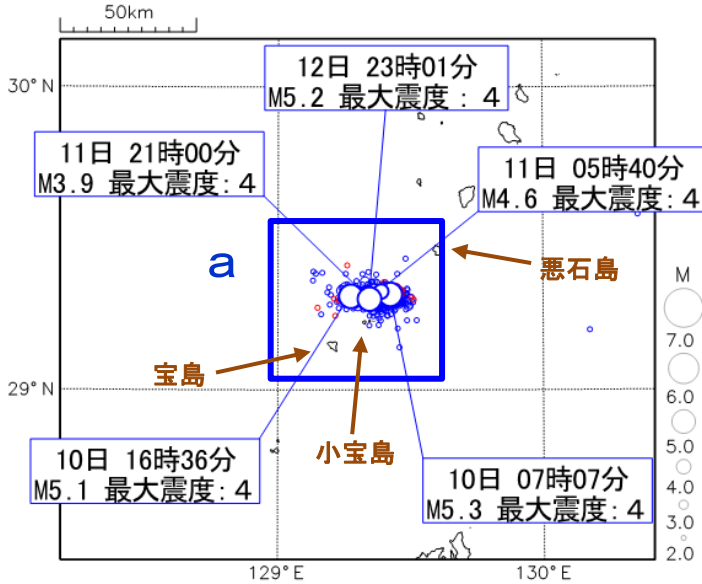 50km
30°N
12日 23時01分
M5.2 最大震度：4
11日 21時00分
M3.9 最大震度：4
11日 05時40分
M4.6 最大震度：4
a
悪石島
M
7.0
6.0
5.0
4.0
3.0
2.0
宝島
29°N
小宝島
10日 16時36分
M5.1 最大震度：4
10日 07時07分
M5.3 最大震度：4
129°E
130°E